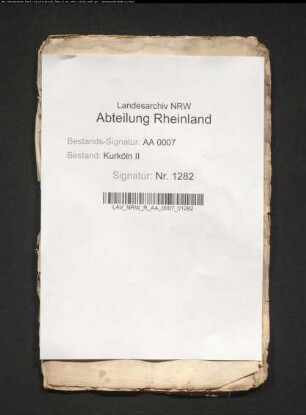 Landesarchiv NRW
Abteilung Rheinland
Bestands-Signatur: AA 0007
Bestand: Kurköln II
Signatur: Nr. 1282
LAV_NRW_R_AA_0007_01282